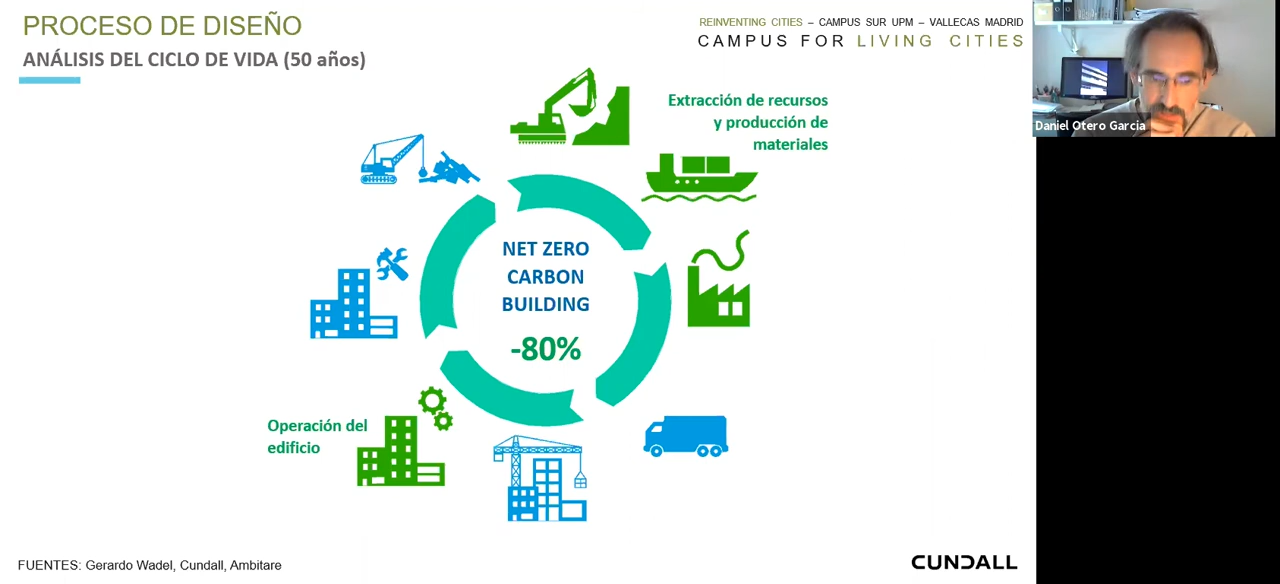 PROCESO DE DISEÑO
ANÁLISIS DEL CICLO DE VIDA (50 años)
REINVENTING CITIES – CAMPUS SUR UPM – VALLECAS MADRID
CAMPUS FOR LIVING CITIES
Daniel Otero Garcia
Extracción de recursos
y producción de
materiales
NET ZERO
CARBON
BUILDING
-80%
Operación del
edificio
FUENTES: Gerardo Wadel, Cundall, Ambitare
CUNDALL